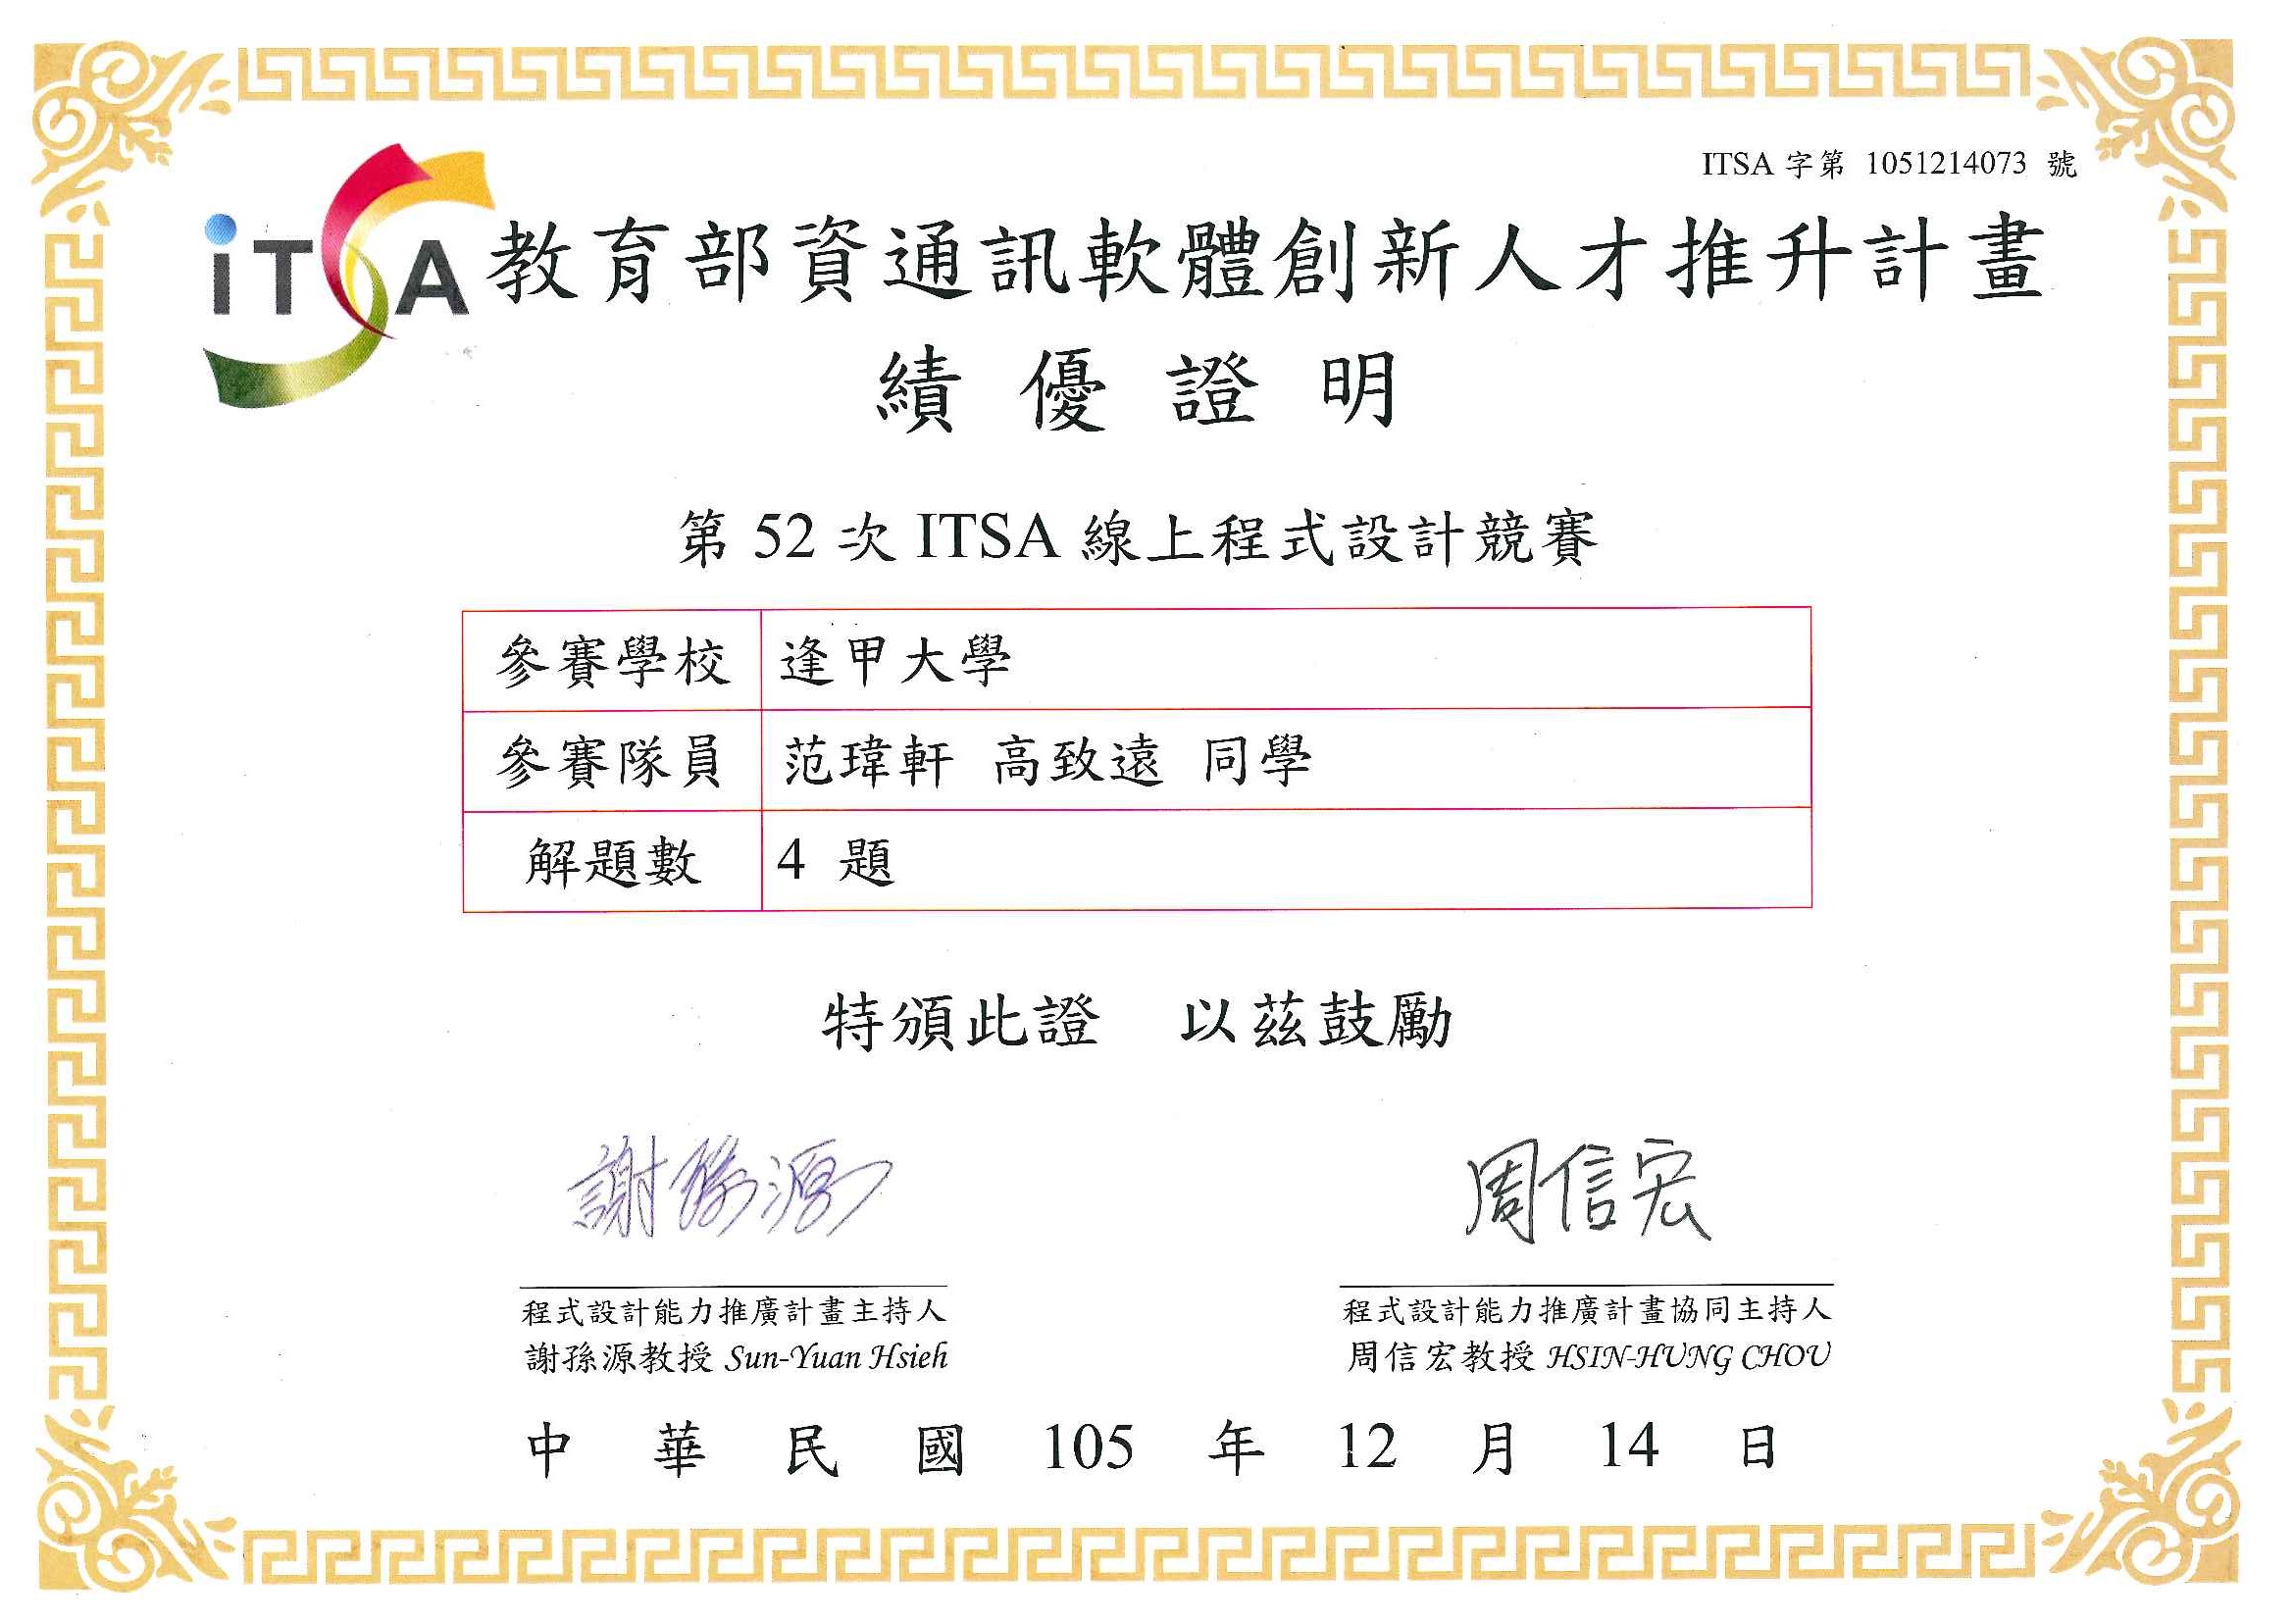 ITSA 字第 1051214073 號
iTSA
教育部資通訊軟體創新人才推升計畫
績優證明
第 52 次 ITSA 線上程式設計競賽
參賽學校 逢甲大學
參賽隊員 范瑋軒 高致遠 同學
解題數 4 題
特頒此證 以茲鼓勵
謝孫源 周信宏
程式設計能力推廣計畫主持人 程式設計能力推廣計畫協同主持人
謝孫源教授 Sun-Yuan Hsieh 周信宏教授 HSIN-HUNG CHOU
中華民國 105 年 12 月 14 日